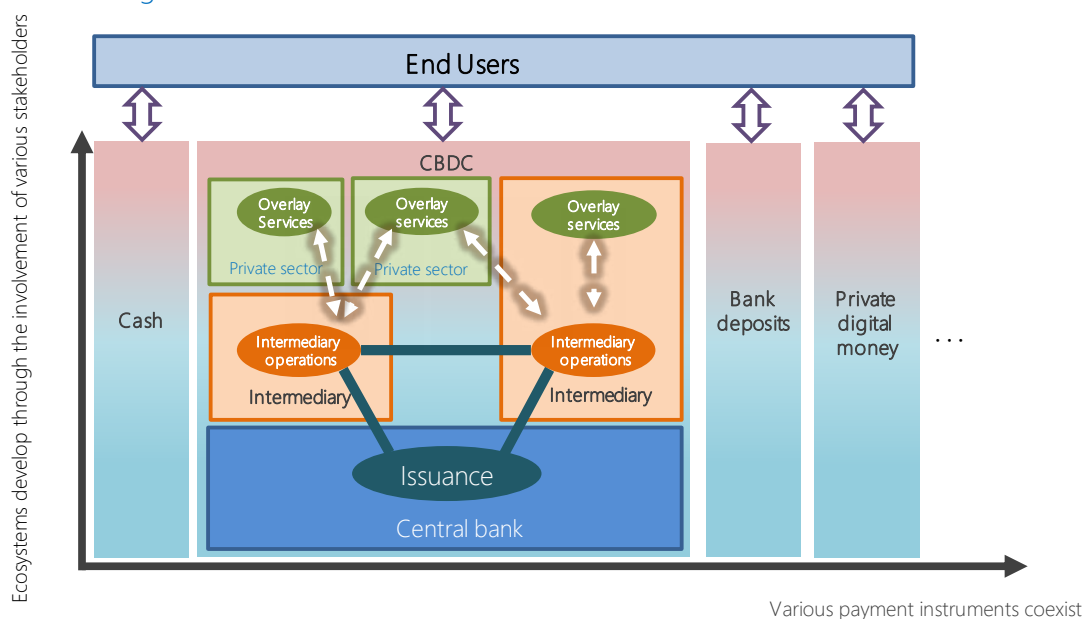 Ecosystems develop through the involvement of various stakeholders
End Users
CBDC
Overlay
Services
Private sector
Overlay
services
Private sector
Overlay
services
Cash
Intermediary
operations
Intermediary
Intermediary
operations
Intermediary
Bank
deposits
Private
digital
money
...
Issuance
Central bank
Various payment instruments coexist